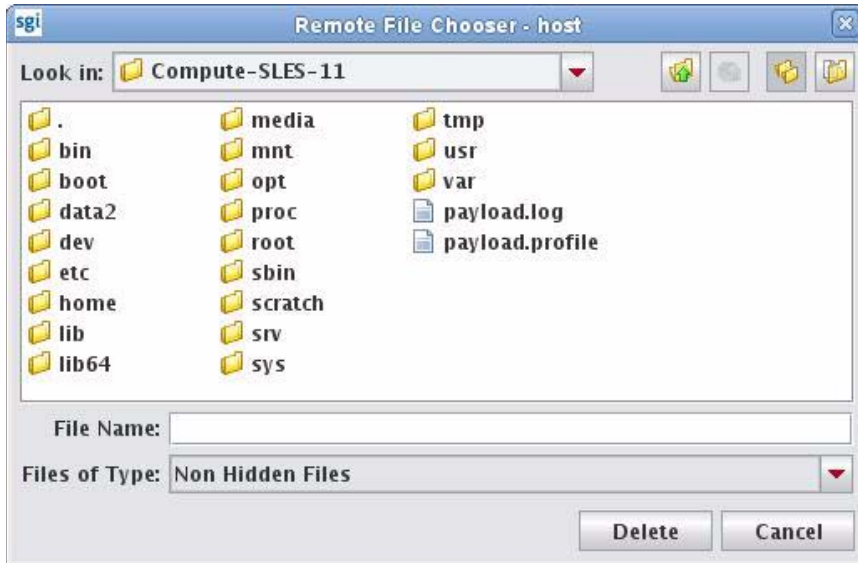 sgi Remote File Chooser - host
Look in: Compute-SLES-11
. media tmp
bin mnt usr
boot opt var
data2 proc payload.log
dev root payload.profile
etc sbin
home scratch
lib srv
lib64 sys
File Name:
Files of Type: Non Hidden Files
Delete Cancel